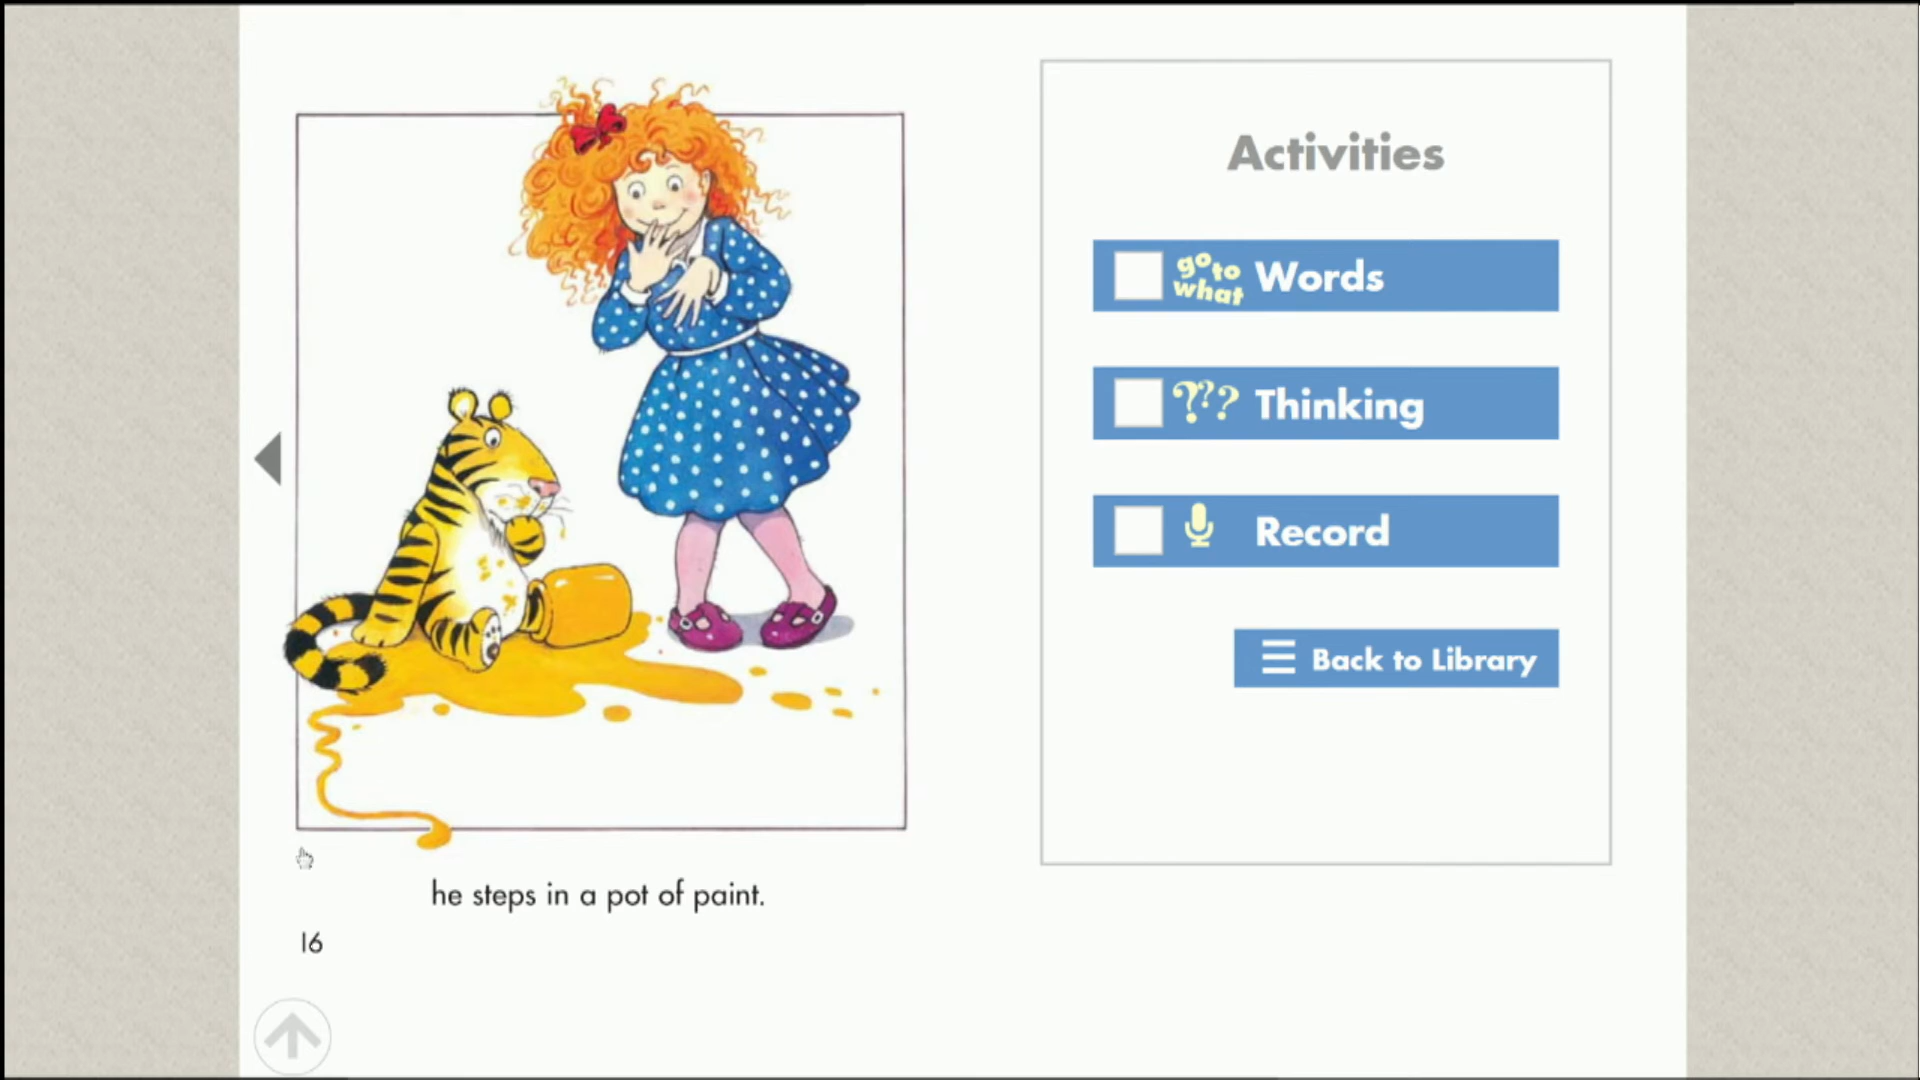 he steps in a pot of paint.
16
Activities
go to
what
Words
??? Thinking
Record
Back to Library